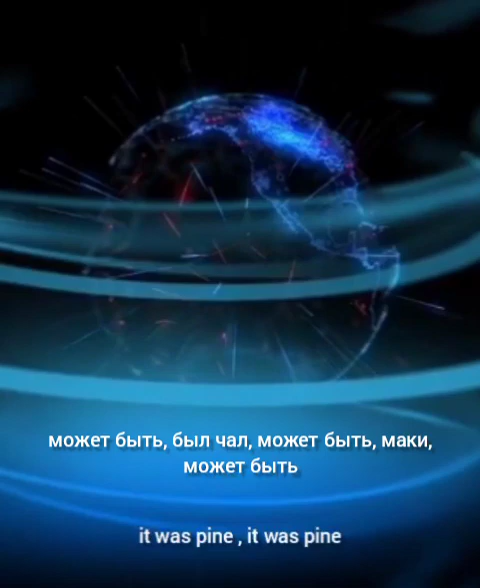 может быть, был чал, может быть, маки,
может быть
it was pine , it was pine